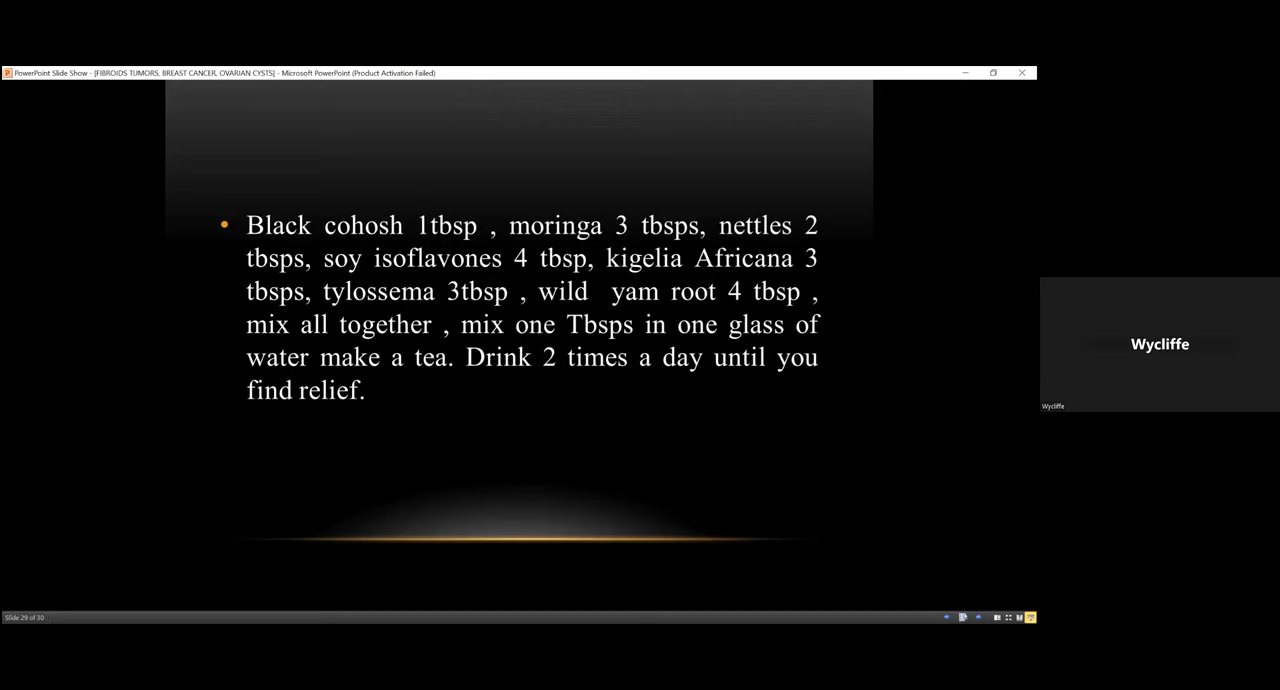 PowerPoint Slide Show - [FIBROIDS TUMORS, BREAST CANCER, OVARIAN CYSTS] - Microsoft PowerPoint (Product Activation Failed)
• Black cohosh 1tbsp , moringa 3 tbsps, nettles 2
tbsps, soy isoflavones 4 tbsp, kigelia Africana 3
tbsps, tylossema 3tbsp , wild yam root 4 tbsp ,
mix all together , mix one Tbsps in one glass of
water make a tea. Drink 2 times a day until you
find relief.
Wycliffe
Wycliffe
Slide 29 of 30